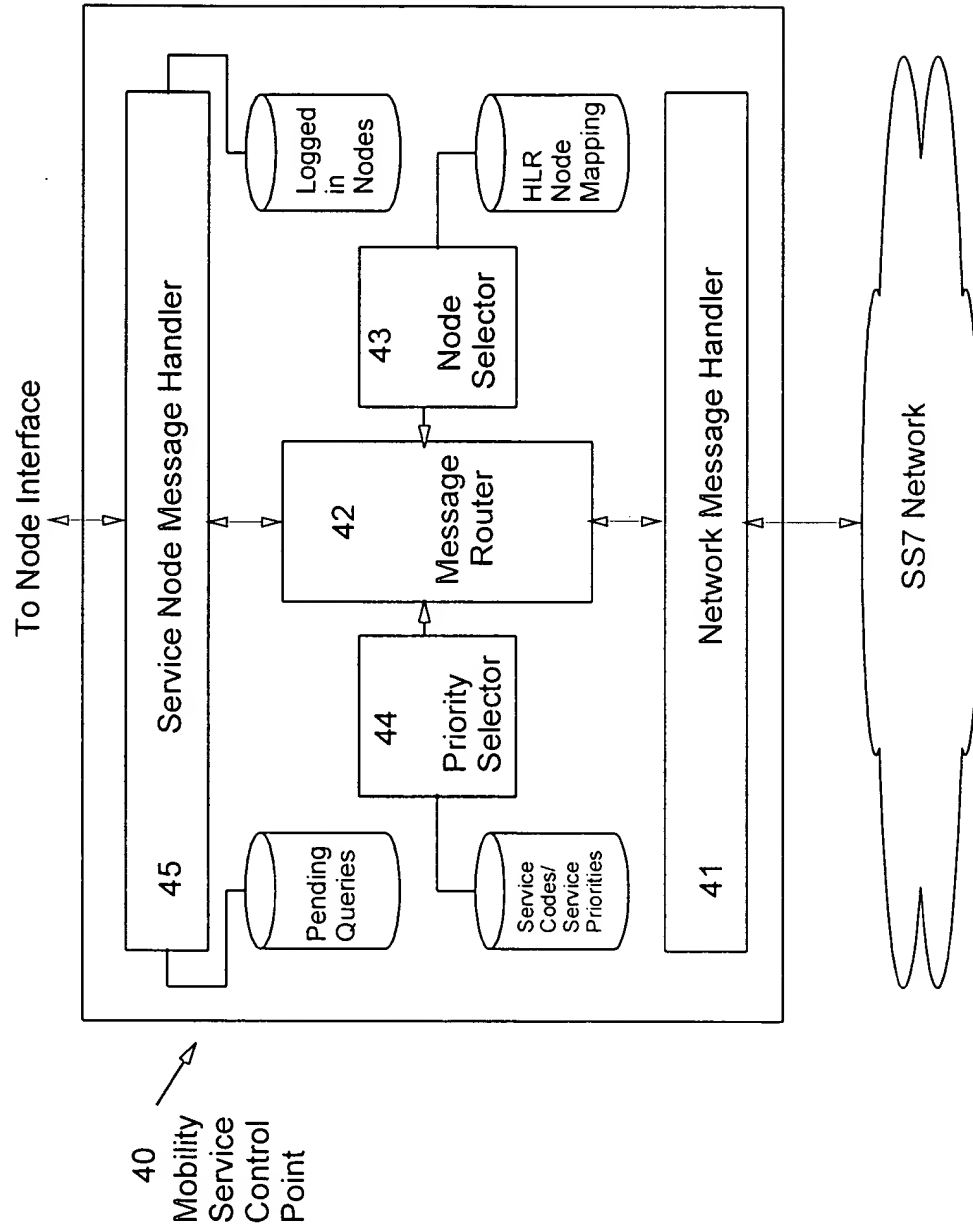 To Node Interface
45
Service Node Message Handler
Pending
Queries
Logged
in
Nodes
44
Priority
Selector
42
Message
Router
43
Node
Selector
Service
Codes/
Service
Priorities
HLR
Node
Mapping
41
Network Message Handler
SS7 Network
40
Mobility
Service
Control
Point